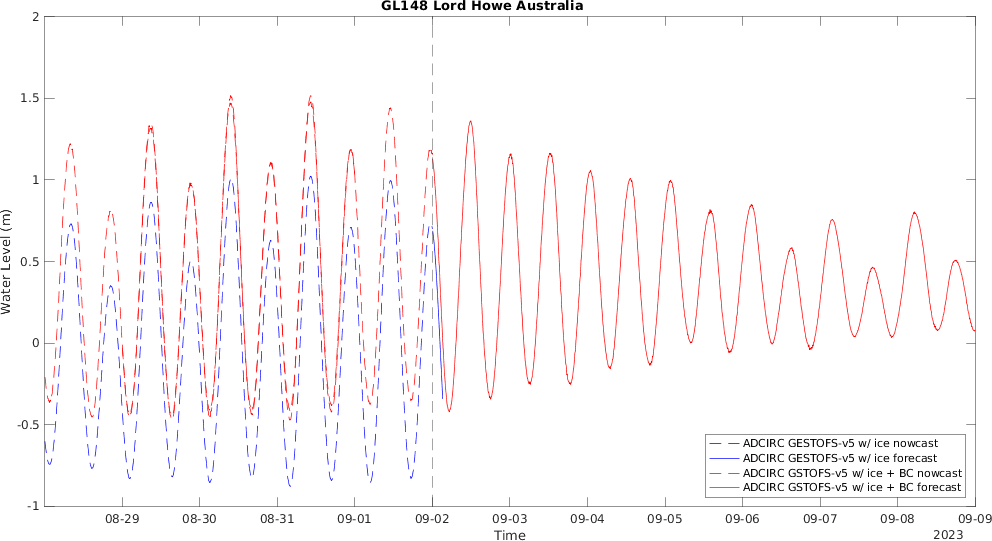 GL148 Lord Howe Australia
2
1.5
1
0.5
0
-0.5
-1
Water Level (m)
ADCIRC GESTOFS-v5 w/ ice nowcast
ADCIRC GESTOFS-v5 w/ ice forecast
ADCIRC GSTOFS-v5 w/ ice + BC nowcast
ADCIRC GSTOFS-v5 w/ ice + BC forecast
08-29 08-30 08-31 09-01 09-02 09-03 09-04 09-05 09-06 09-07 09-08 09-09
Time
2023